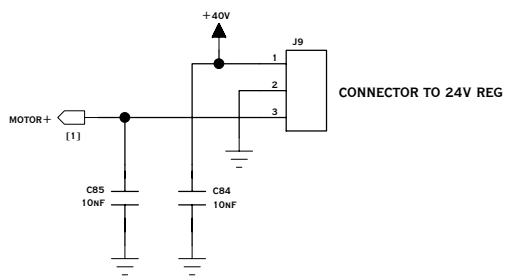 +40V
J9
1
2
3
CONNECTOR TO 24V REG
MOTOR+
[1]
C85
10NF
C84
10NF